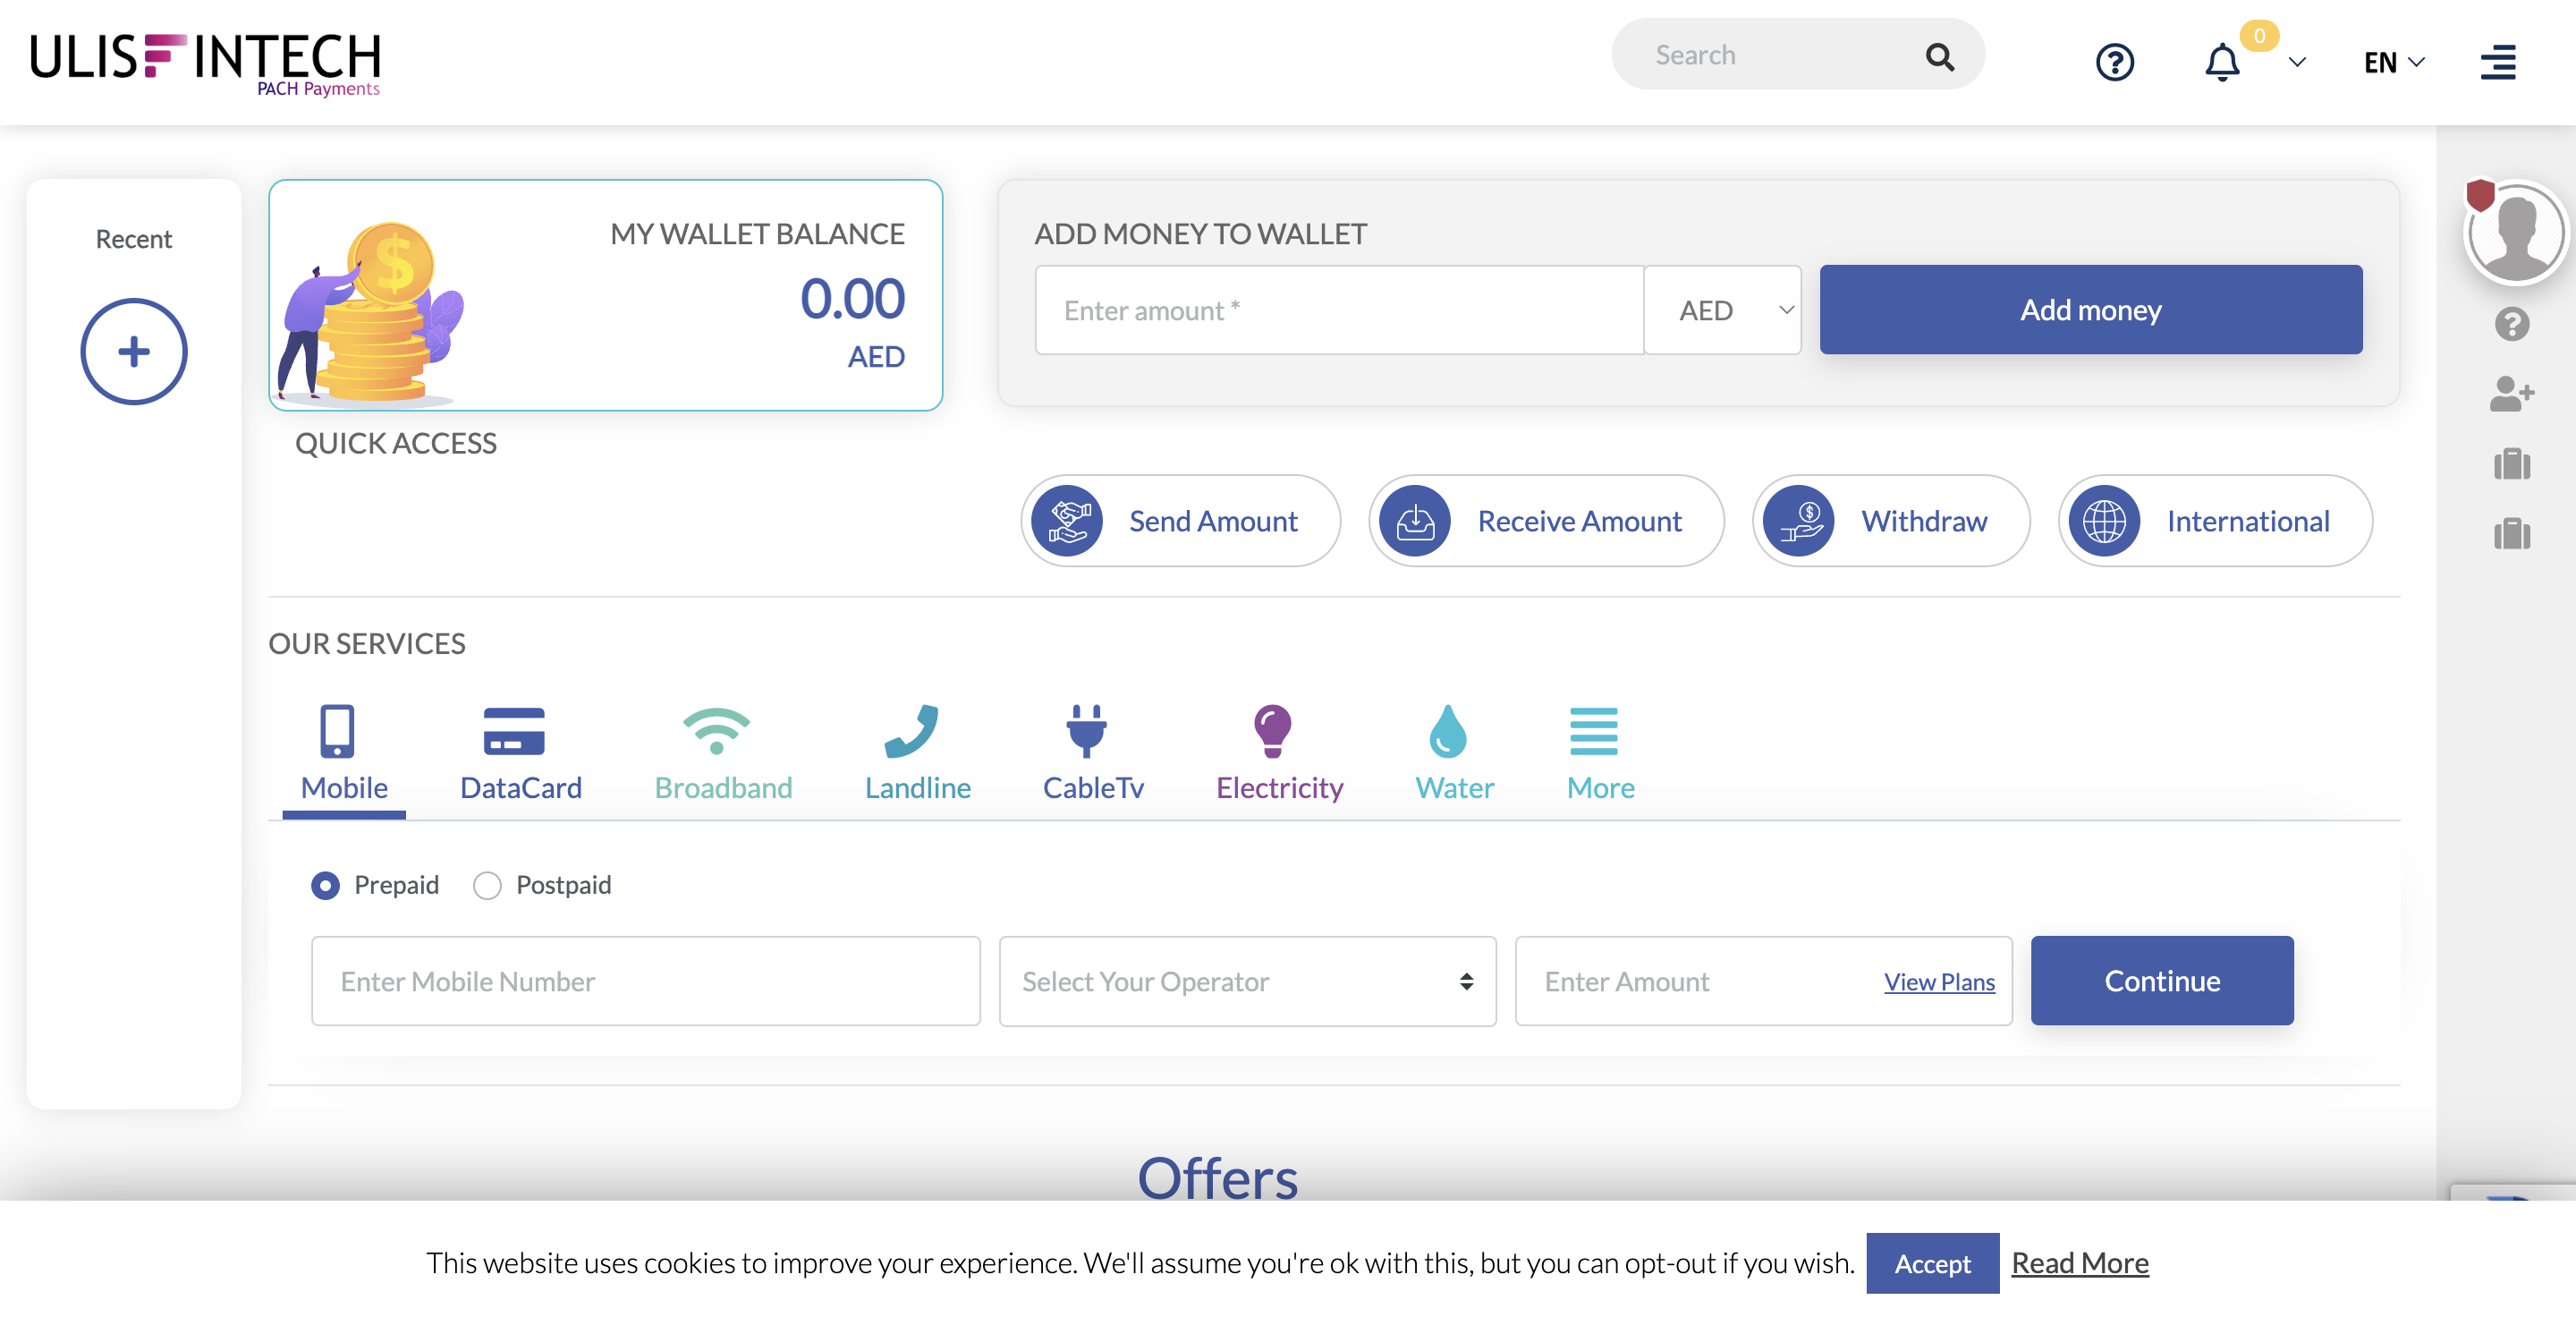 ULISFINTECH
PACH Payments
Search
0
EN
Recent
MY WALLET BALANCE
0.00
AED
ADD MONEY TO WALLET
Enter amount *
AED
Add money
QUICK ACCESS
Send Amount
Receive Amount
Withdraw
International
OUR SERVICES
Mobile
DataCard
Broadband
Landline
CableTv
Electricity
Water
More
Prepaid
Postpaid
Enter Mobile Number
Select Your Operator
Enter Amount
View Plans
Continue
Offers
This website uses cookies to improve your experience. We'll assume you're ok with this, but you can opt-out if you wish.
Accept
Read More